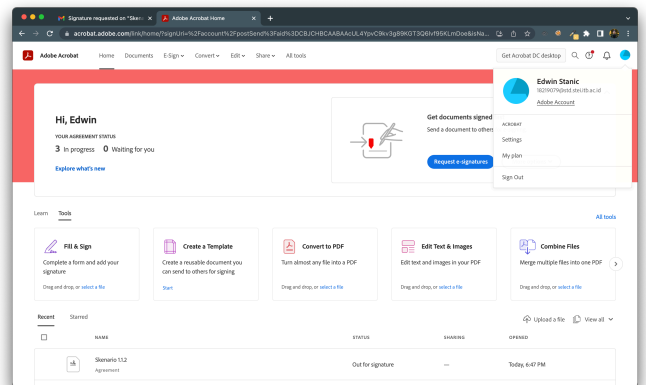 Signature requested on "Skena
Adobe Acrobat Home
acrobat.adobe.com/link/home/?signUri=%2Faccount%2FpostSend%3Faid%3DCBJCHBCAABAAcUL4YpvC9kv3g89KGT3Q6lvf95KLmDoe&isNa...
Adobe Acrobat
Home
Documents
E-Sign
Convert
Edit
Share
All tools
Get Acrobat DC desktop
Edwin Stanic
18219079@std.stei.itb.ac.id
Adobe Account
ACROBAT
Settings
My plan
Sign Out
Hi, Edwin
YOUR AGREEMENT STATUS
3 In progress 0 Waiting for you
Explore what's new
Get documents signed
Send a document to others
Request e-signatures
Learn
Tools
All tools
Fill & Sign
Complete a form and add your
signature
Drag and drop, or select a file
Create a Template
Create a reusable document you
can send to others for signing
Start
Convert to PDF
Turn almost any file into a PDF
Drag and drop, or select a file
Edit Text & Images
Edit text and images in your PDF
Drag and drop, or select a file
Combine Files
Merge multiple files into one PDF
Drag and drop, or select a file
Recent
Starred
Upload a file
View all
NAME
STATUS
SHARING
OPENED
Skenario 1.1.2
Agreement
Out for signature
—
Today, 6:47 PM